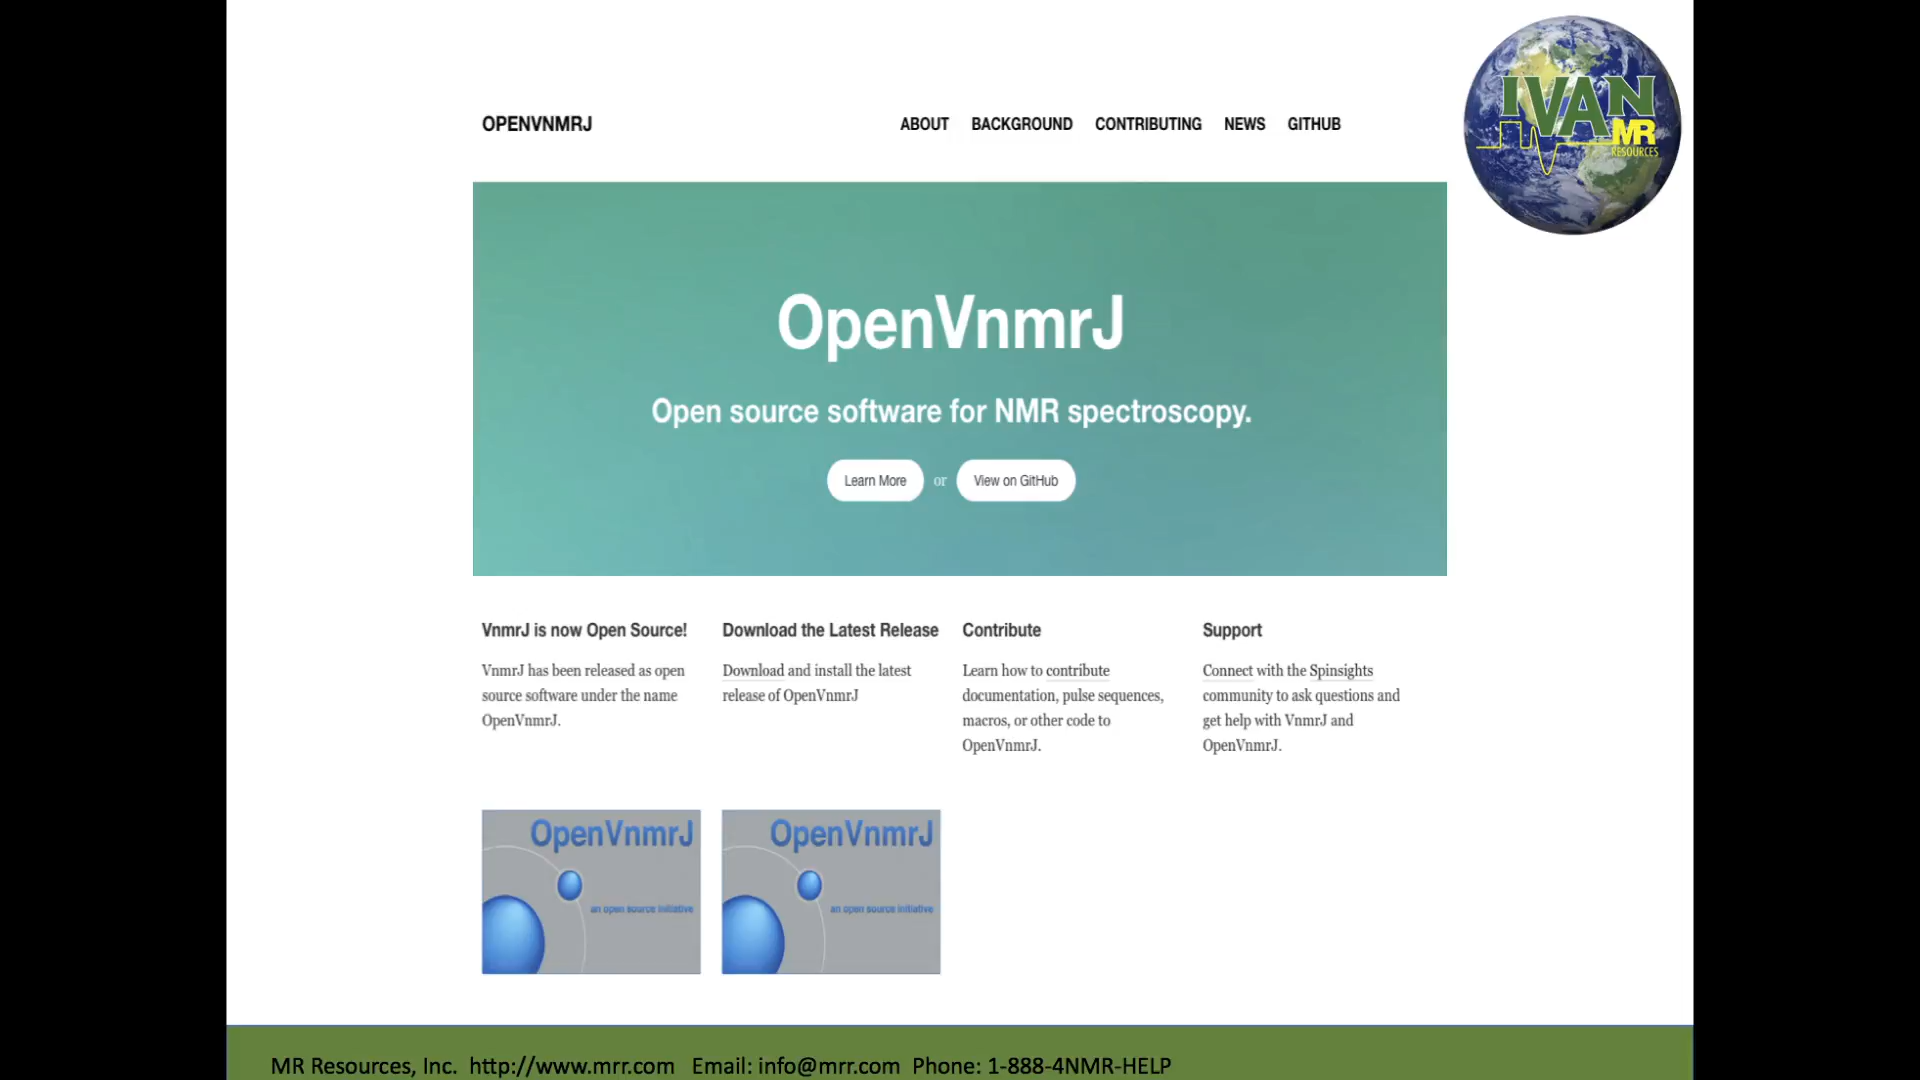 IVAN
MR
RESOURCES
OPENVNMRJ
ABOUT BACKGROUND CONTRIBUTING NEWS GITHUB
OpenVnmrJ
Open source software for NMR spectroscopy.
Learn More or View on GitHub
VnmrJ is now Open Source!
VnmrJ has been released as open
source software under the name
OpenVnmrJ.
Download the Latest Release
Download and install the latest
release of OpenVnmrJ
Contribute
Learn how to contribute
documentation, pulse sequences,
macros, or other code to
OpenVnmrJ.
Support
Connect with the Spinsights
community to ask questions and
get help with VnmrJ and
OpenVnmrJ.
OpenVnmrJ
an open source initiative
OpenVnmrJ
an open source initiative
MR Resources, Inc. http://www.mrr.com Email: info@mrr.com Phone: 1-888-4NMR-HELP